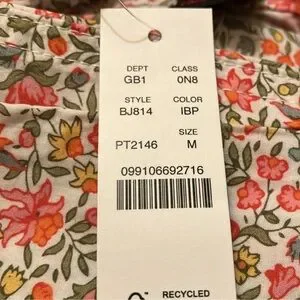 DEPT CLASS
GB1 0N8
STYLE COLOR
BJ814 IBP
SIZE
PT2146 M
099106692716
RECYCLED